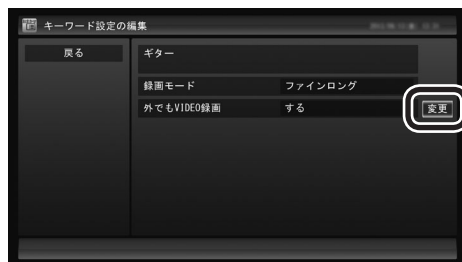 キーワード設定の編集
戻る
ギター
録画モード ファインロング
外でもVIDEO録画 する 変更